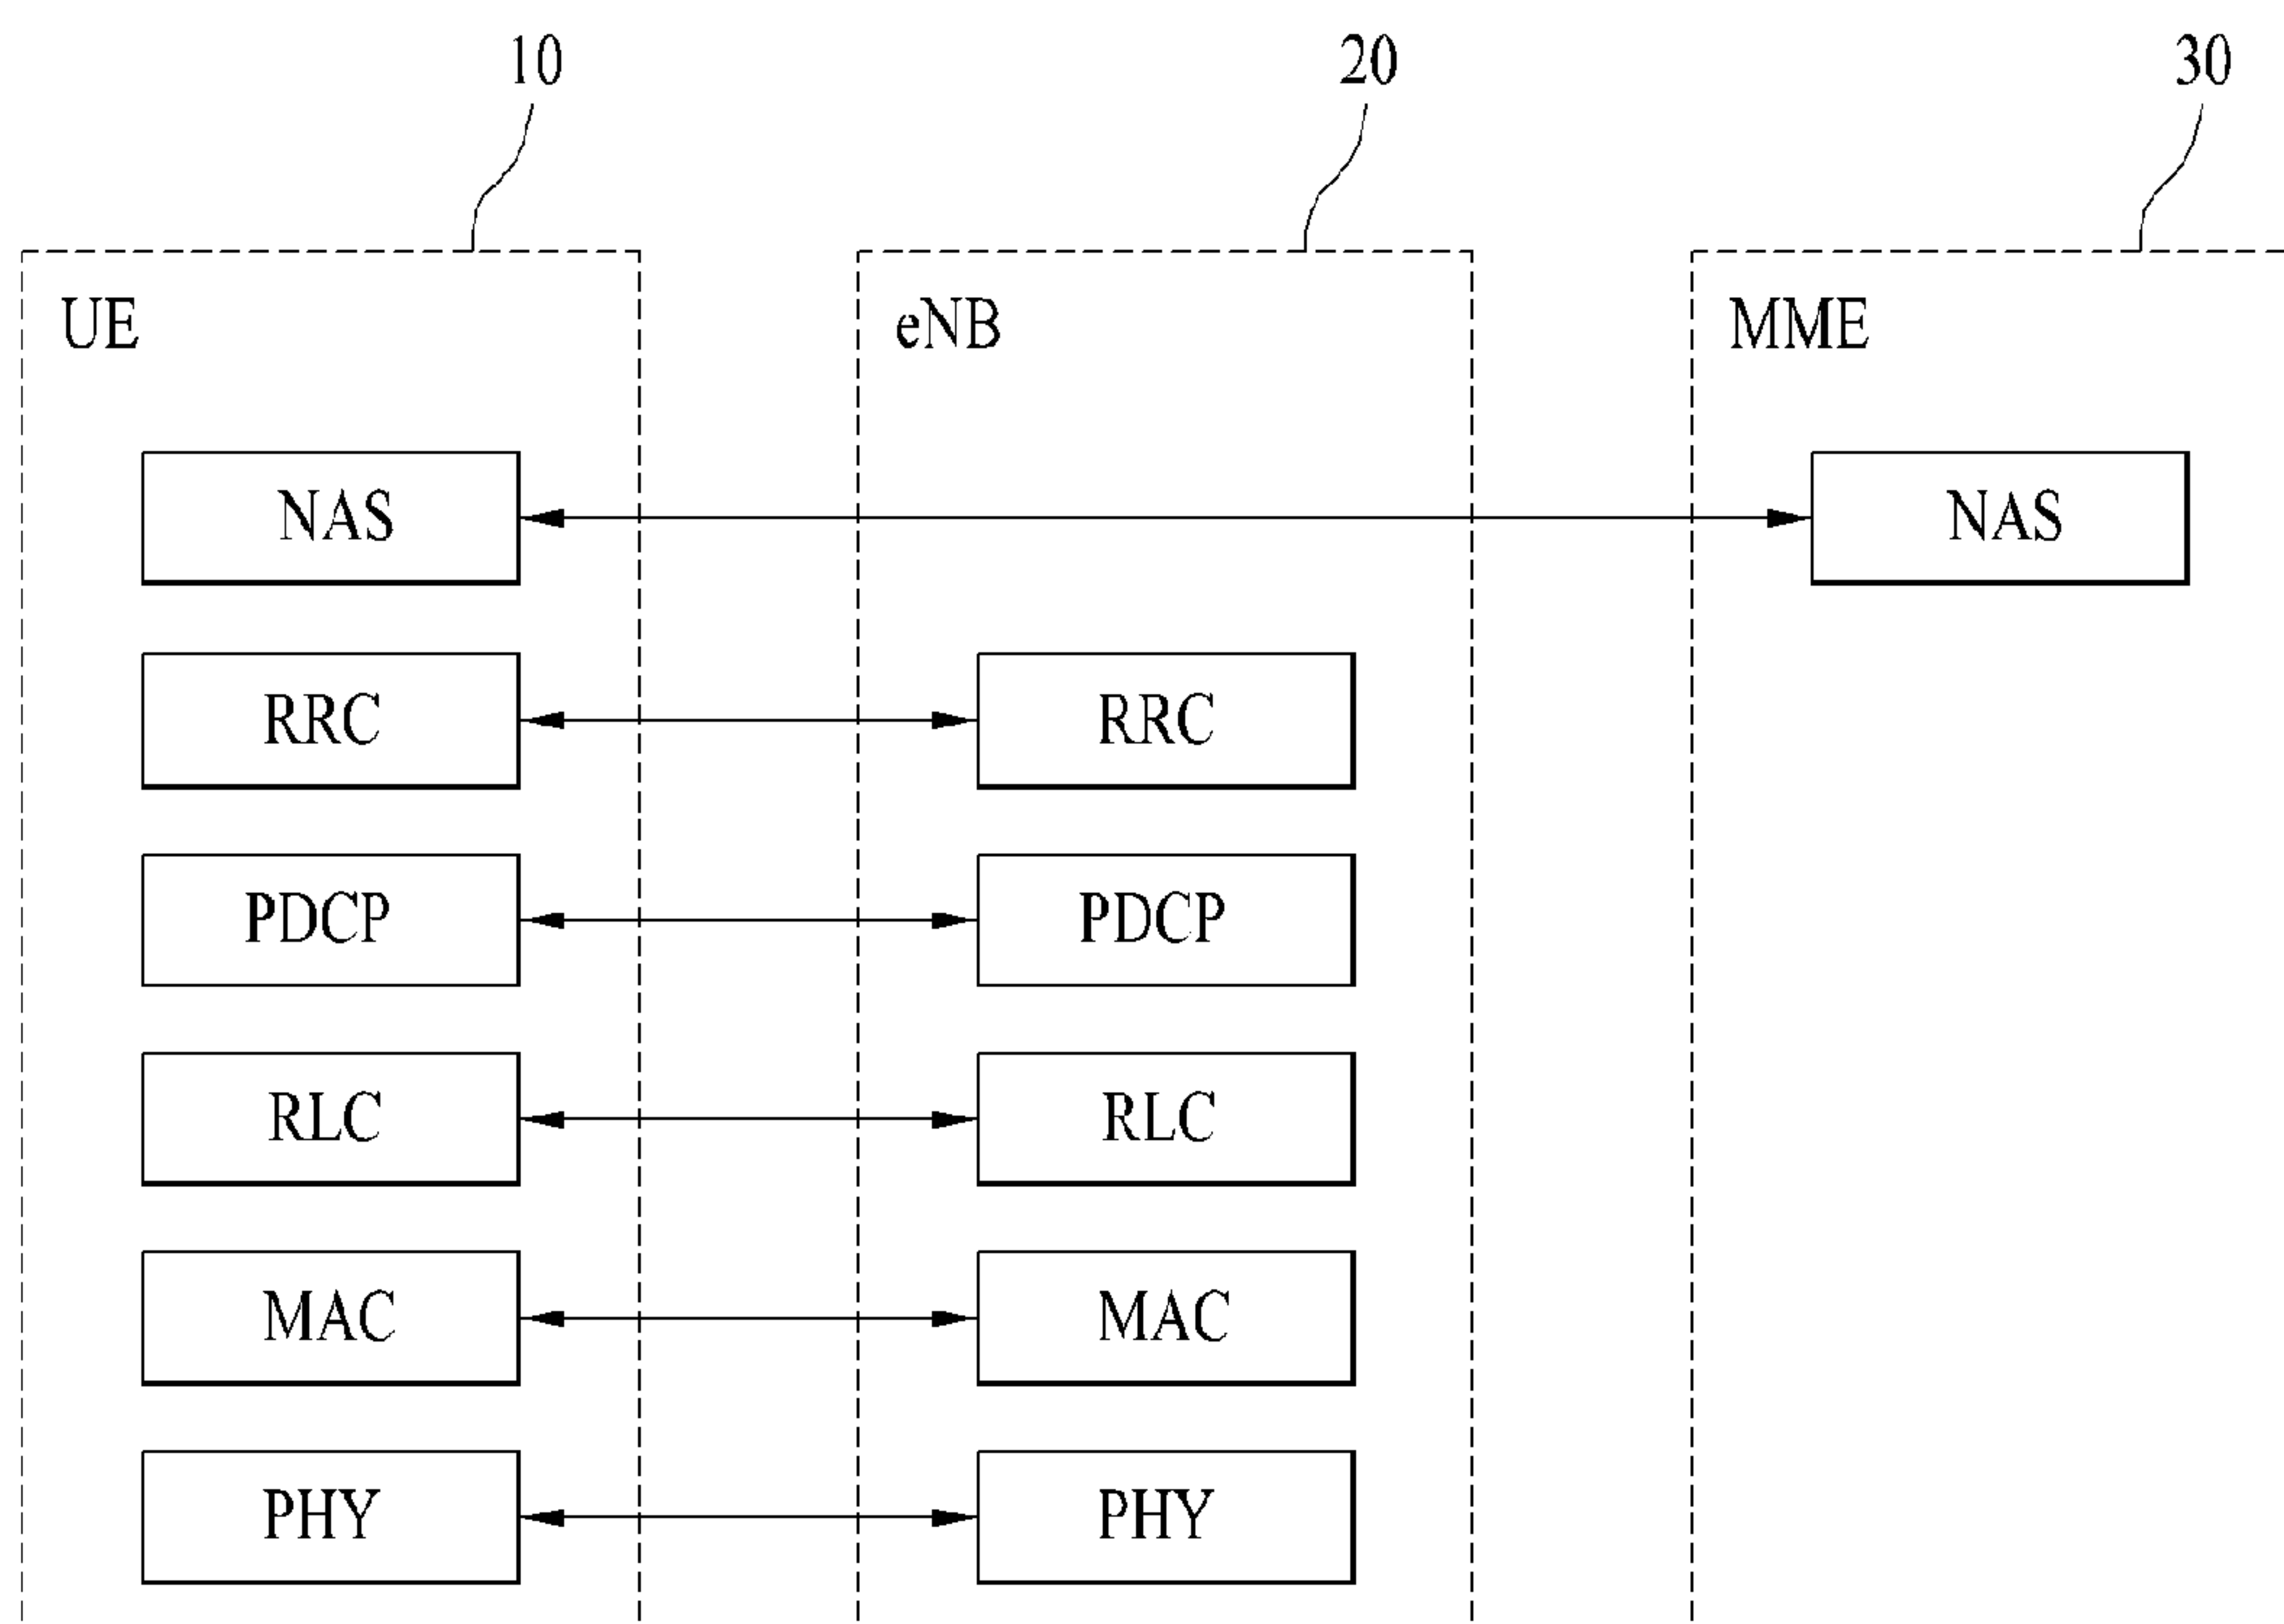 10 20 30
UE eNB MME
NAS NAS
RRC RRC
PDCP PDCP
RLC RLC
MAC MAC
PHY PHY